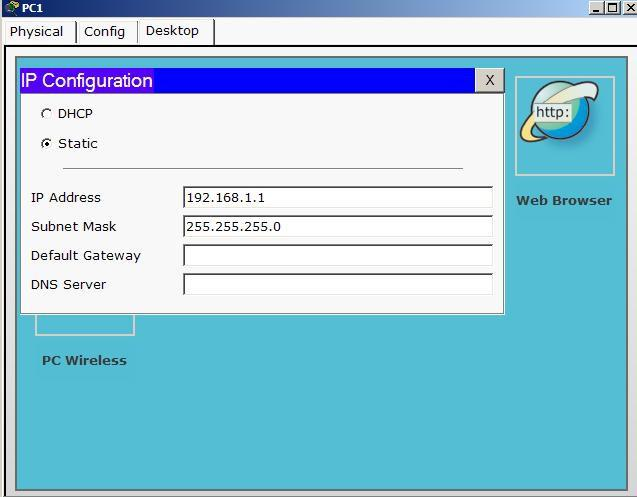 PC1
Physical Config Desktop
IP Configuration X
http:
DHCP
Static
IP Address 192.168.1.1
Web Browser
Subnet Mask 255.255.255.0
Default Gateway
DNS Server
PC Wireless